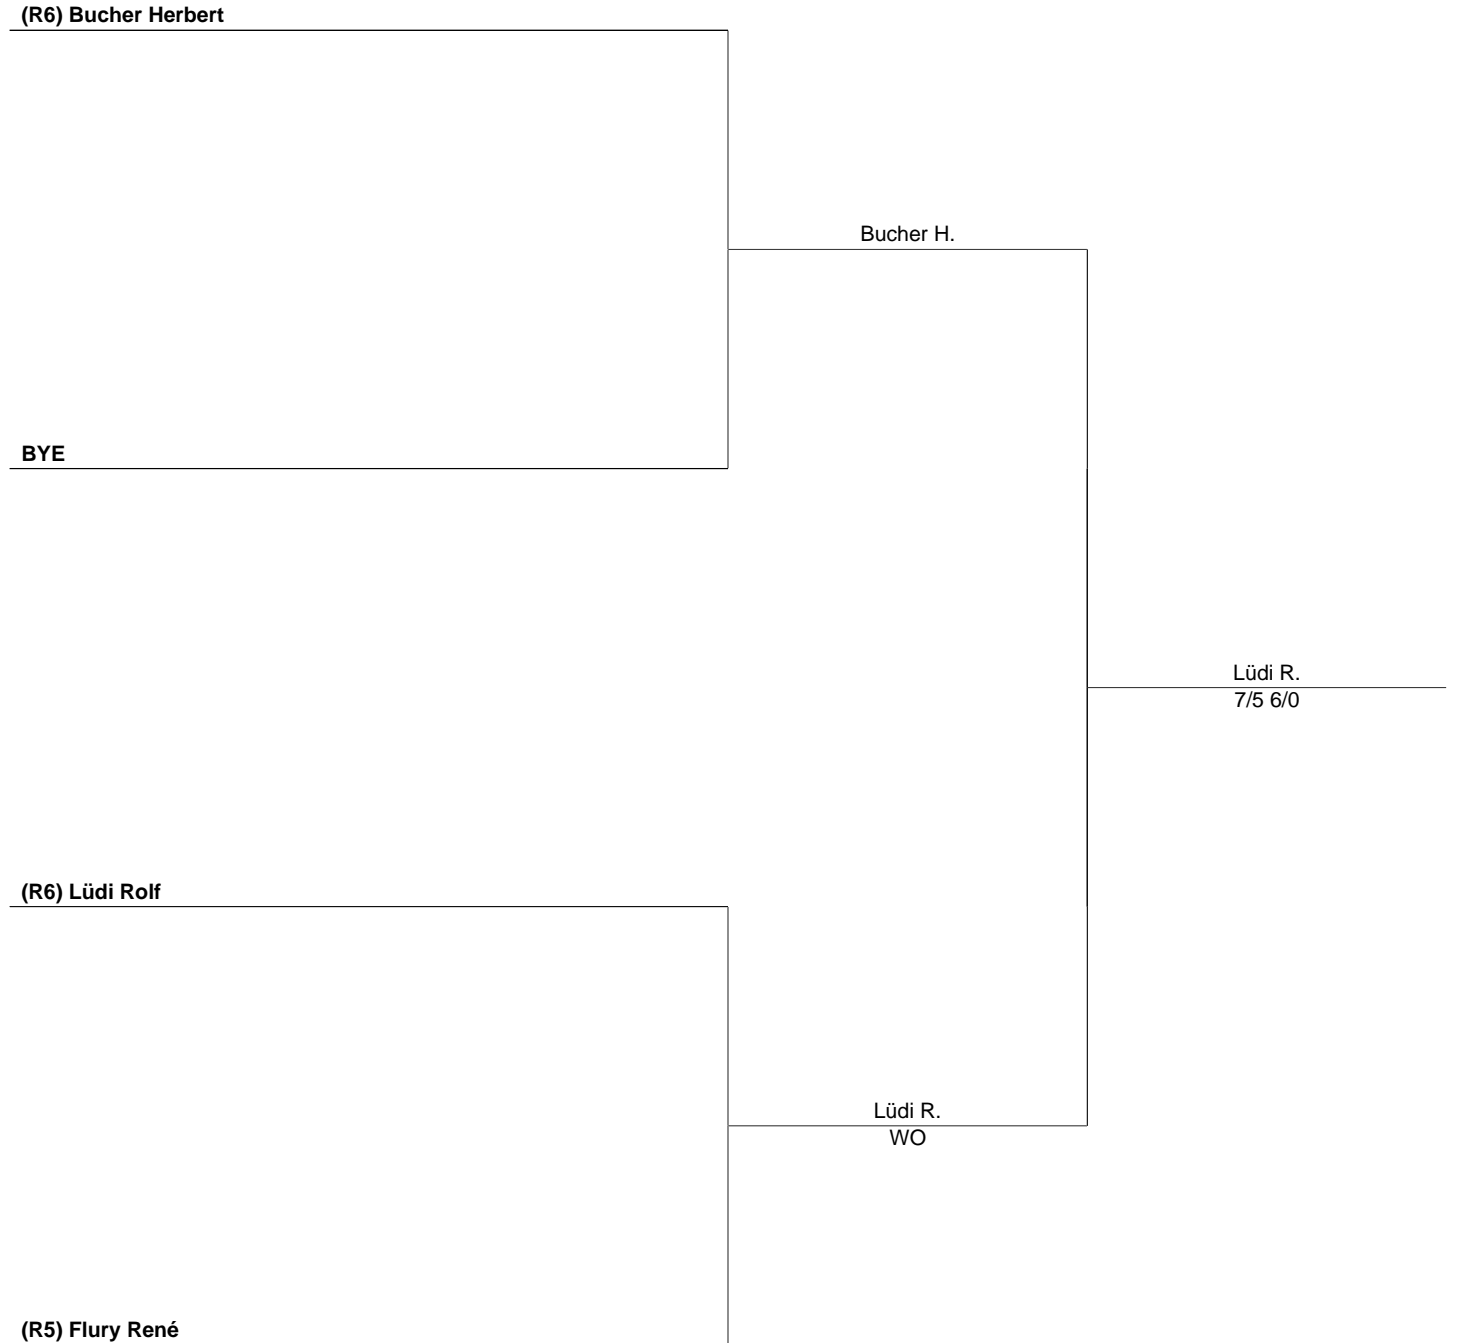 (R6) Bucher Herbert
Bucher H.
BYE
Lüdi R.
7/5 6/0
(R6) Lüdi Rolf
Lüdi R.
WO
(R5) Flury René